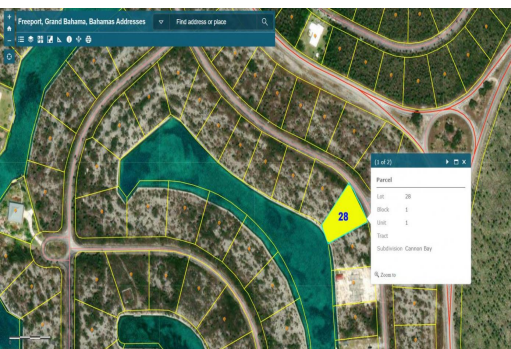 Freeport, Grand Bahama, Bahamas Addresses
Find address or place
(1 of 2)
Parcel
Lot 28
Block 1
Unit 1
Tract
Subdivision Cannon Bay
Zoom to
28